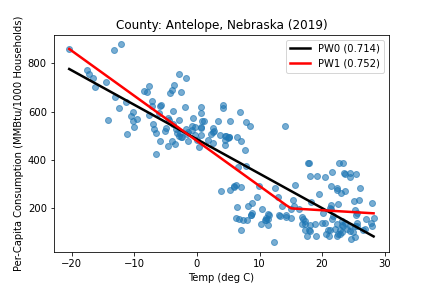 County: Antelope, Nebraska (2019)
Per-Capita Consumption (MMBtu/1000 Households)
800
600
400
200
PW0 (0.714)
PW1 (0.752)
−20 −10 0 10 20 30
Temp (deg C)